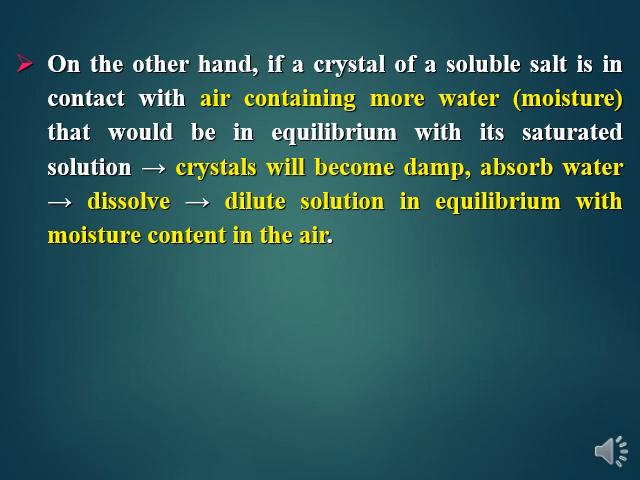 On the other hand, if a crystal of a soluble salt is in
contact with air containing more water (moisture)
that would be in equilibrium with its saturated
solution → crystals will become damp, absorb water
→ dissolve → dilute solution in equilibrium with
moisture content in the air.